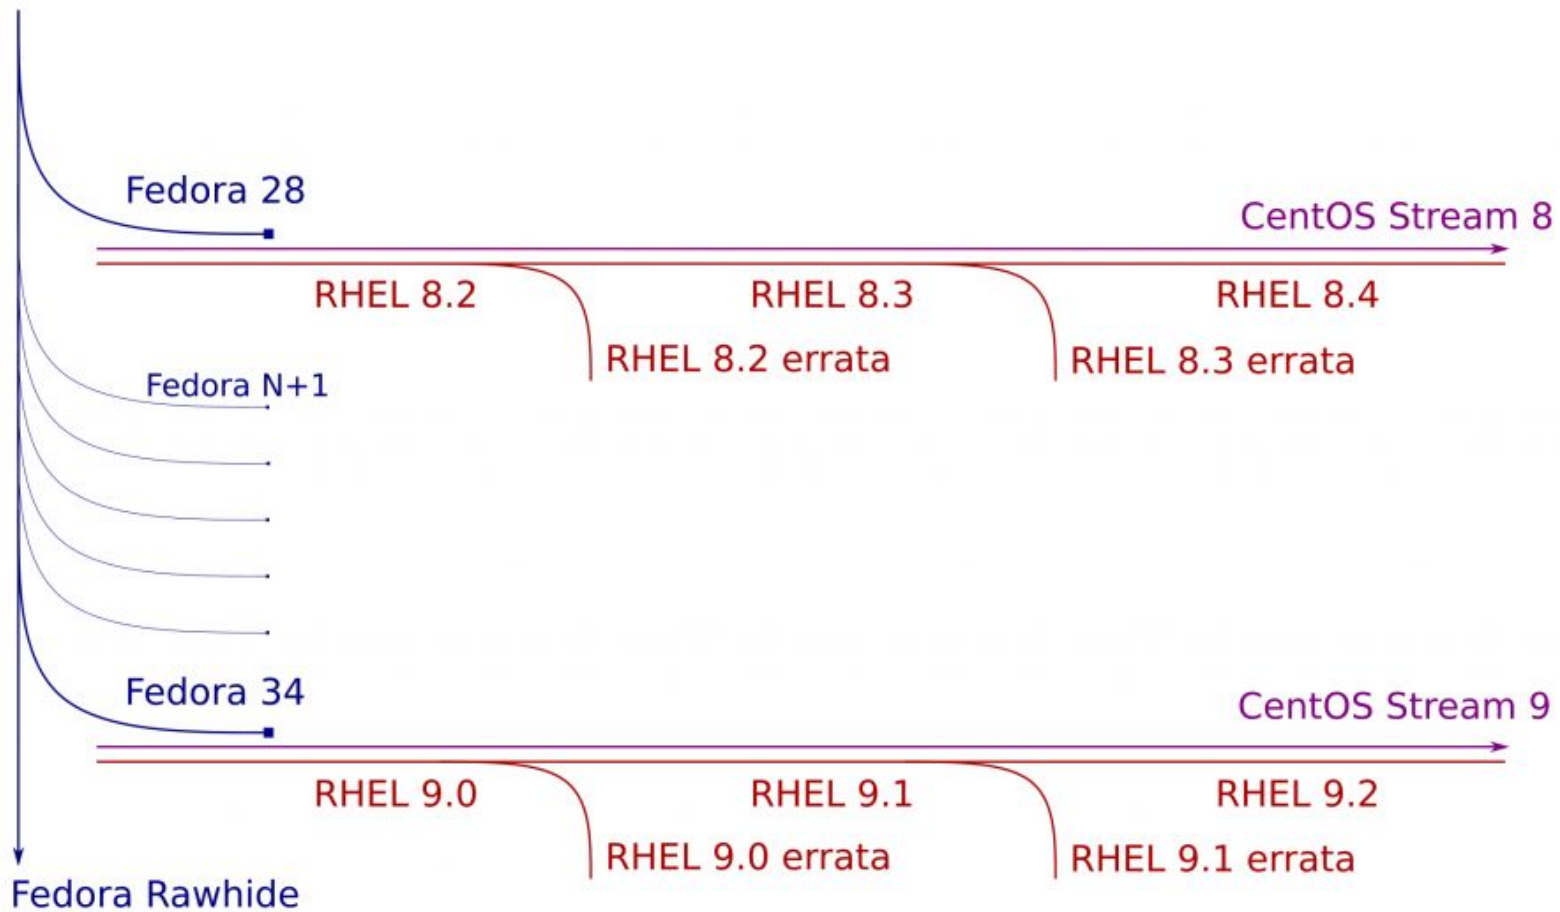 Fedora 28
CentOS Stream 8
RHEL 8.2
RHEL 8.3
RHEL 8.4
RHEL 8.2 errata
RHEL 8.3 errata
Fedora N+1
Fedora 34
CentOS Stream 9
RHEL 9.0
RHEL 9.1
RHEL 9.2
RHEL 9.0 errata
RHEL 9.1 errata
Fedora Rawhide